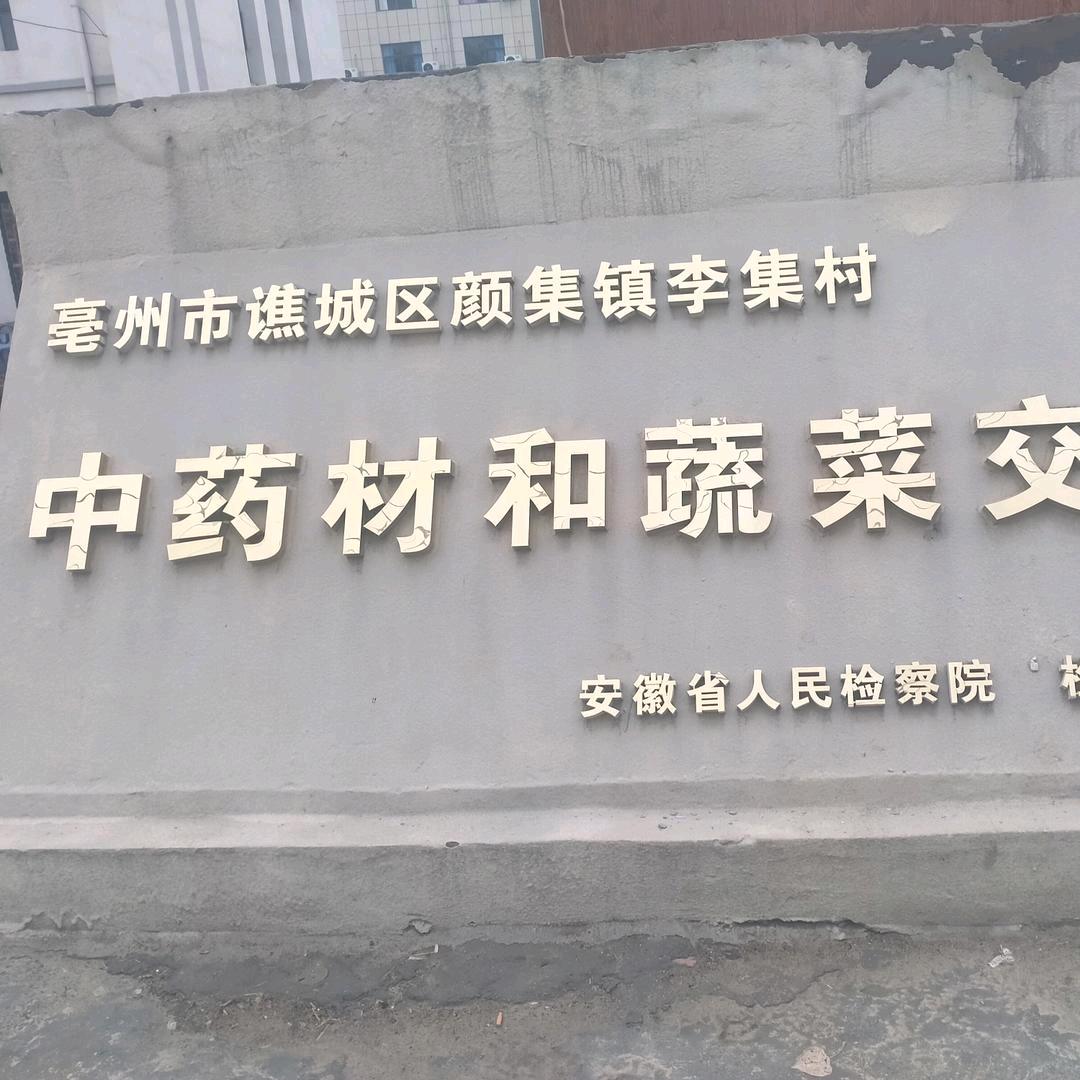 亳州市谯城区颜集镇李集村
中药材和蔬菜交
安徽省人民检察院